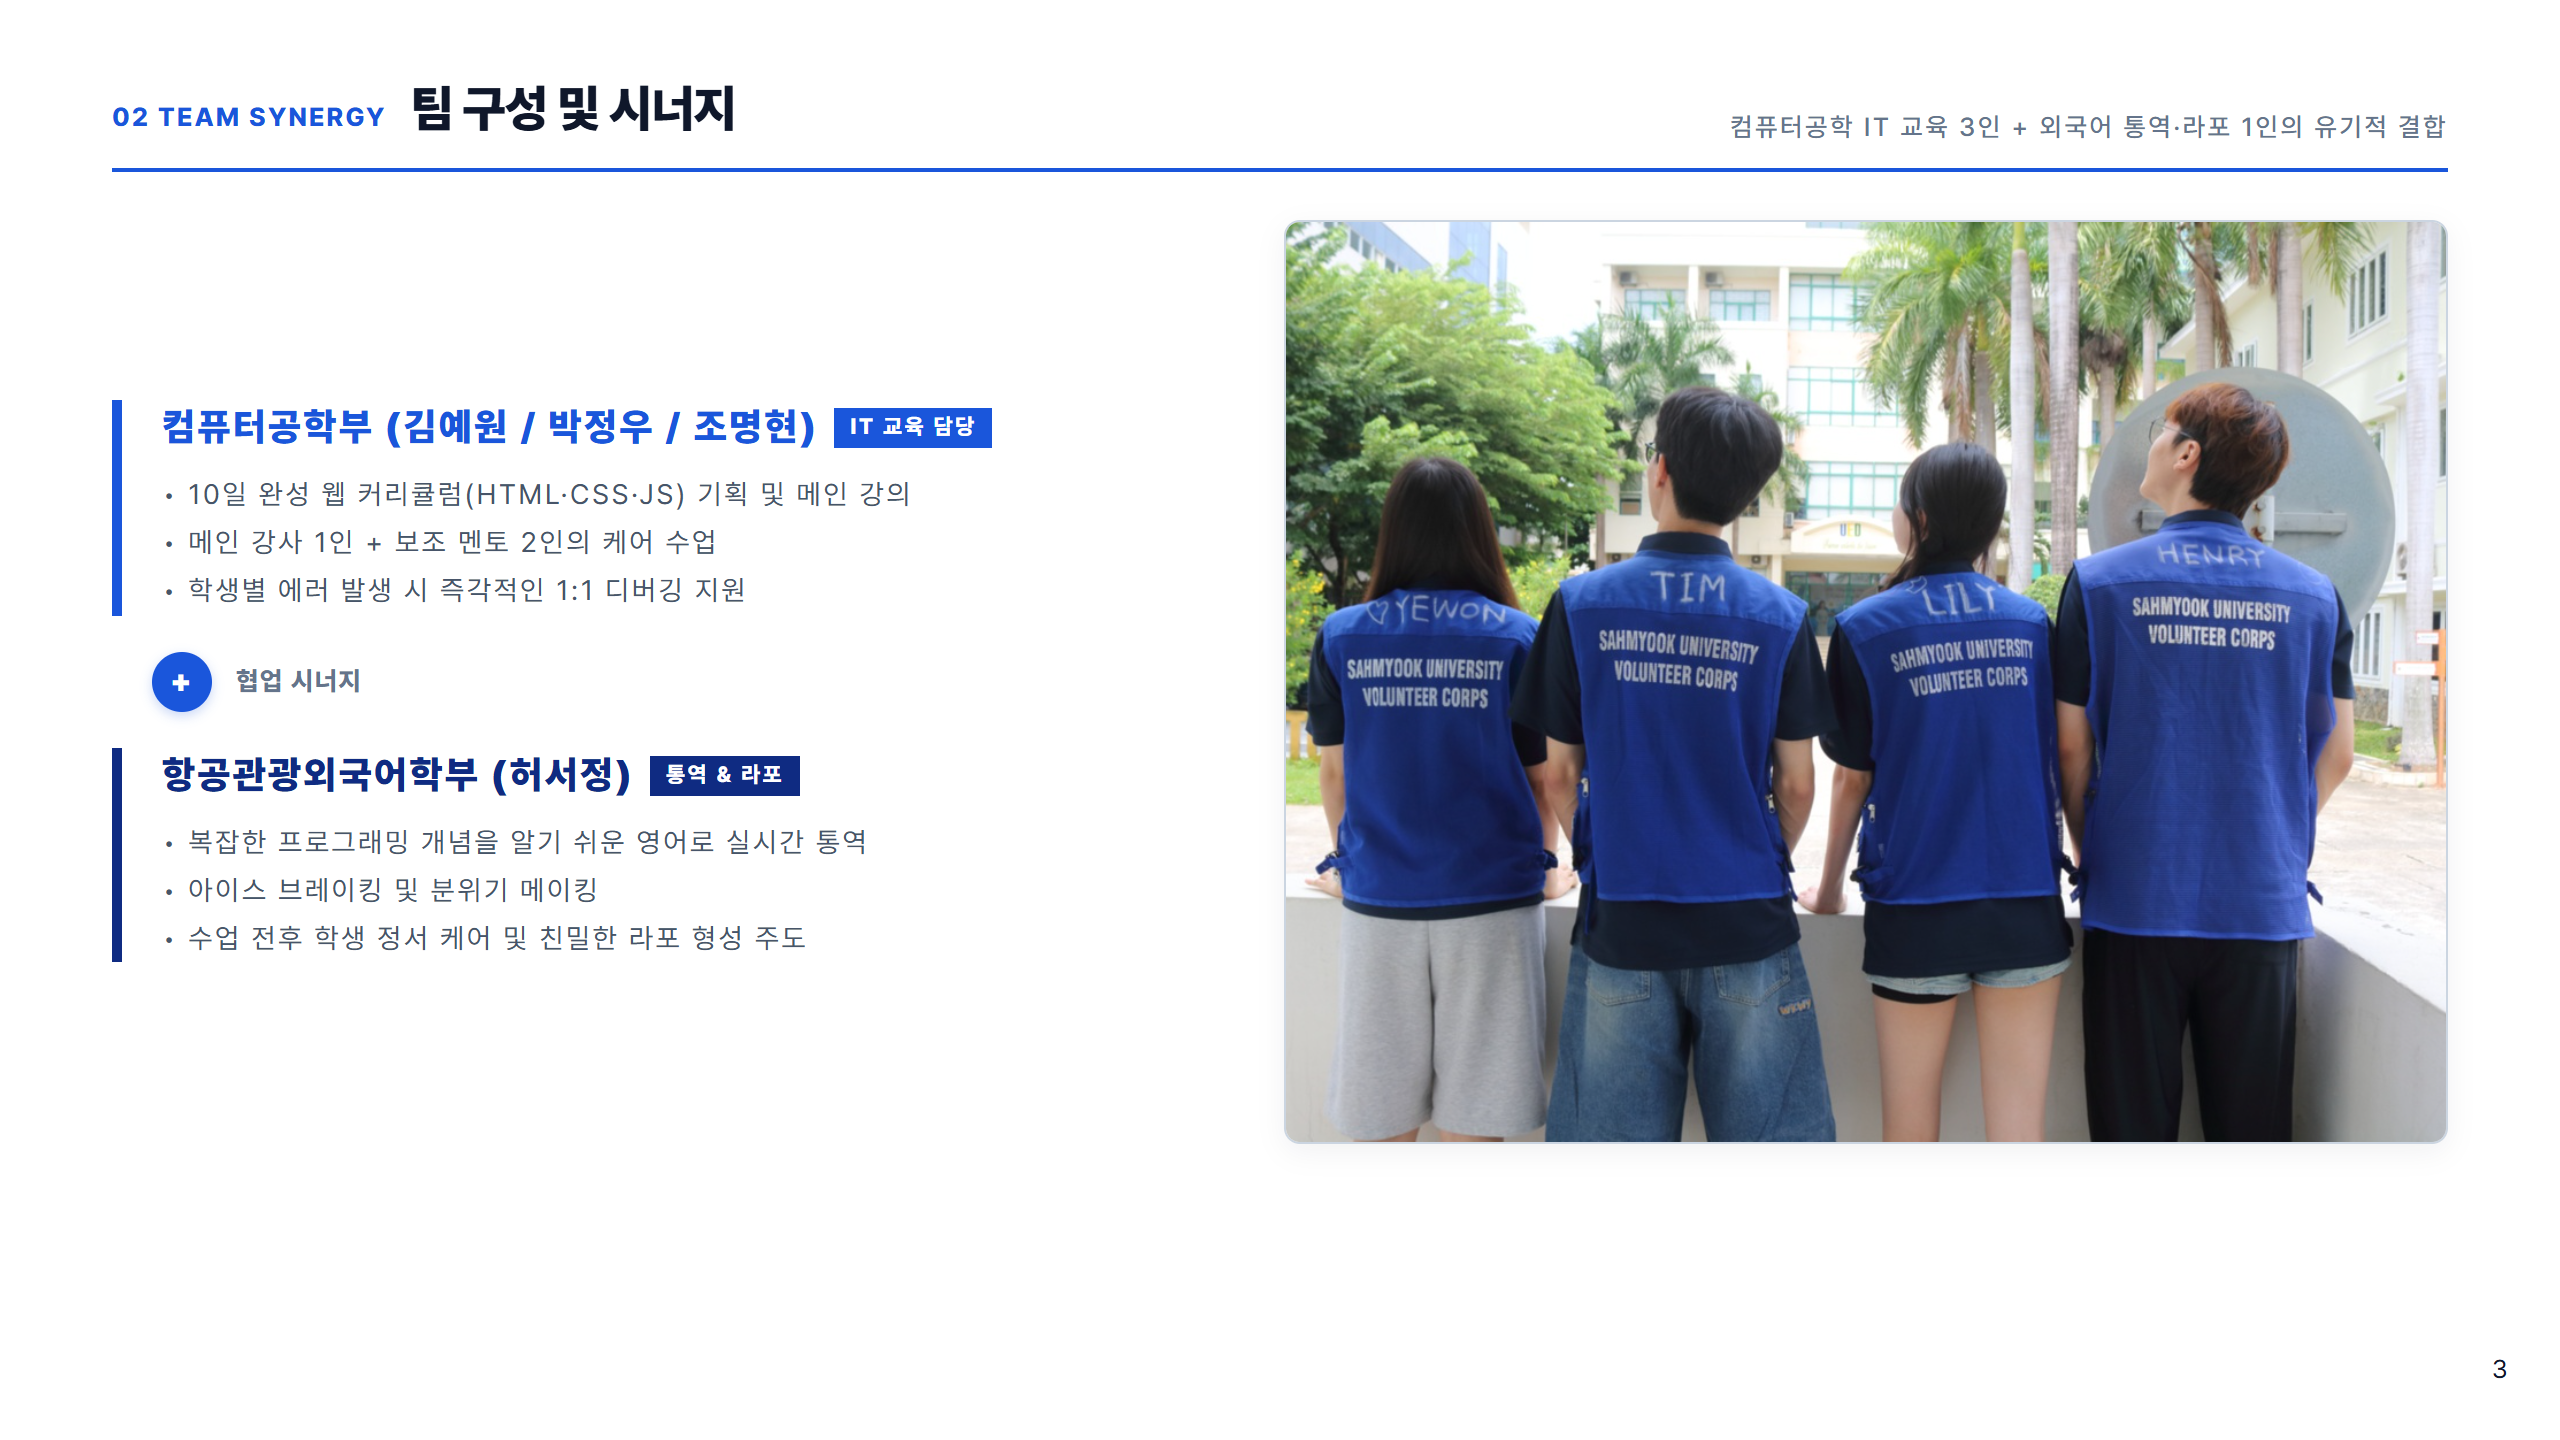 02 TEAM SYNERGY 팀 구성 및 시너지
컴퓨터공학 IT 교육 3인 + 외국어 통역·라포 1인의 유기적 결합
컴퓨터공학부 (김예원 / 박정우 / 조명현) IT 교육 담당
• 10일 완성 웹 커리큘럼(HTML·CSS·JS) 기획 및 메인 강의
• 메인 강사 1인 + 보조 멘토 2인의 케어 수업
• 학생별 에러 발생 시 즉각적인 1:1 디버깅 지원
+ 협업 시너지
항공관광외국어학부 (허서정) 통역 & 라포
• 복잡한 프로그래밍 개념을 알기 쉬운 영어로 실시간 통역
• 아이스 브레이킹 및 분위기 메이킹
• 수업 전후 학생 정서 케어 및 친밀한 라포 형성 주도
♡YEWON
SAHMYOOK UNIVERSITY
VOLUNTEER CORPS
TIM
SAHMYOOK UNIVERSITY
VOLUNTEER CORPS
LILY
SAHMYOOK UNIVERSITY
VOLUNTEER CORPS
HENRY
SAHMYOOK UNIVERSITY
VOLUNTEER CORPS
3